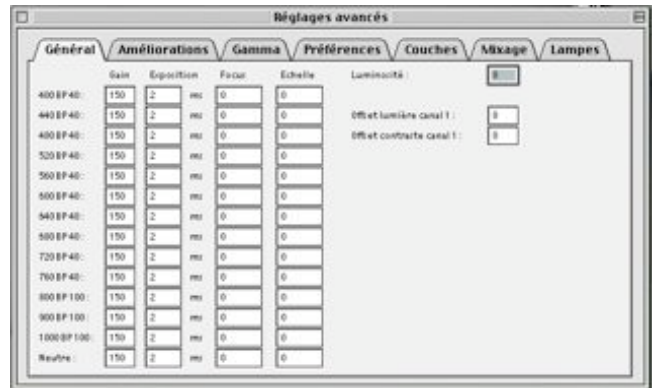 Réglages avancés
Général Améliorations Gamma Préférences Couches Mixage Lampes
Gain Exposition Focus Echelle Luminosité : 0
400 BP 40 : 150 2 ms 0 0
440 BP 40 : 150 2 ms 0 0 Offset lumière canal 1 : 0
480 BP 40 : 150 2 ms 0 0 Offset contraste canal 1 : 0
520 BP 40 : 150 2 ms 0 0
560 BP 40 : 150 2 ms 0 0
600 BP 40 : 150 2 ms 0 0
640 BP 40 : 150 2 ms 0 0
680 BP 40 : 150 2 ms 0 0
720 BP 40 : 150 2 ms 0 0
760 BP 40 : 150 2 ms 0 0
800 BP 100 : 150 2 ms 0 0
900 BP 100 : 150 2 ms 0 0
1000 BP 100 : 150 2 ms 0 0
Neutre : 150 2 ms 0 0